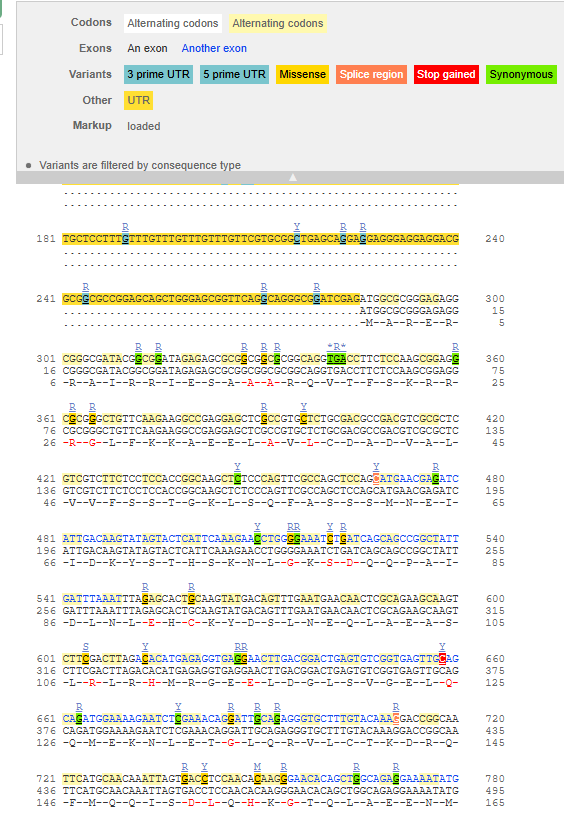 Codons Alternating codons Alternating codons
Exons An exon Another exon
Variants 3 prime UTR 5 prime UTR Missense Splice region Stop gained Synonymous
Other UTR
Markup loaded
Variants are filtered by consequence type
............................................................
............................................................
R Y R R
181 TGCTCCTTTGTTTGTTTGTTTGTTTGTTCGTGCGGCTGAGCAGGAGGAGGGAGGAGGACG 240
............................................................
............................................................
R R R
241 GCGGCGCCGGAGCAGCTGGGAGCGGTTCAGGCAGGGCGGATCGAGATGGCGCGGGAGAGG 300
.............................................ATGGCGCGGGAGAGG 15
.............................................-M--A--R--E--R- 5
R R R R R *R* R
301 CGGGCGATACGGCGGATAGAGAGCGCGGCGGCGCGGCAGGTGACCTTCTCCAAGCGGAGG 360
16 CGGGCGATACGGCGGATAGAGAGCGCGGCGGCGCGGCAGGTGACCTTCTCCAAGCGGAGG 75
6 -R--A--I--R--R--I--E--S--A--A--A--R--Q--V--T--F--S--K--R--R- 25
R R R Y
361 CGCGGGCTGTTCAAGAAGGCCGAGGAGCTCGCCGTGCTCTGCGACGCCGACGTCGCGCTC 420
76 CGCGGGCTGTTCAAGAAGGCCGAGGAGCTCGCCGTGCTCTGCGACGCCGACGTCGCGCTC 135
26 -R--G--L--F--K--K--A--E--E--L--A--V--L--C--D--A--D--V--A--L- 45
Y Y R
421 GTCGTCTTCTCCTCCACCGGCAAGCTCTCCCAGTTCGCCAGCTCCAGCATGAACGAGATC 480
136 GTCGTCTTCTCCTCCACCGGCAAGCTCTCCCAGTTCGCCAGCTCCAGCATGAACGAGATC 195
46 -V--V--F--S--S--T--G--K--L--S--Q--F--A--S--S--S--M--N--E--I- 65
Y RR Y R
481 ATTGACAAGTATAGTACTCATTCAAAGAACCTGGGGAAATCTGATCAGCAGCCGGCTATT 540
196 ATTGACAAGTATAGTACTCATTCAAAGAACCTGGGGAAATCTGATCAGCAGCCGGCTATT 255
66 -I--D--K--Y--S--T--H--S--K--N--L--G--K--S--D--Q--Q--P--A--I- 85
R R
541 GATTTAAATTTAGAGCACTGCAAGTATGACAGTTTGAATGAACAACTCGCAGAAGCAAGT 600
256 GATTTAAATTTAGAGCACTGCAAGTATGACAGTTTGAATGAACAACTCGCAGAAGCAAGT 315
86 -D--L--N--L--E--H--C--K--Y--D--S--L--N--E--Q--L--A--E--A--S- 105
S Y RR Y
601 CTTCGACTTAGACACATGAGAGGTGAGGAACTTGACGGACTGAGTGTCGGTGAGTTGCAG 660
316 CTTCGACTTAGACACATGAGAGGTGAGGAACTTGACGGACTGAGTGTCGGTGAGTTGCAG 375
106 -L--R--L--R--H--M--R--G--E--E--L--D--G--L--S--V--G--E--L--Q- 125
R Y R R R R
661 CAGATGGAAAAGAATCTCGAAACAGGATTGCAGAGGGTGCTTTGTACAAAGGACCGGCAA 720
376 CAGATGGAAAAGAATCTCGAAACAGGATTGCAGAGGGTGCTTTGTACAAAGGACCGGCAA 435
126 -Q--M--E--K--N--L--E--T--G--L--Q--R--V--L--C--T--K--D--R--Q- 145
R Y M R R R
721 TTCATGCAACAAATTAGTGACCTCCAACACAAGGGAACACAGCTGGCAGAGGAAAATATG 780
436 TTCATGCAACAAATTAGTGACCTCCAACACAAGGGAACACAGCTGGCAGAGGAAAATATG 495
146 -F--M--Q--Q--I--S--D--L--Q--H--K--G--T--Q--L--A--E--E--N--M- 165